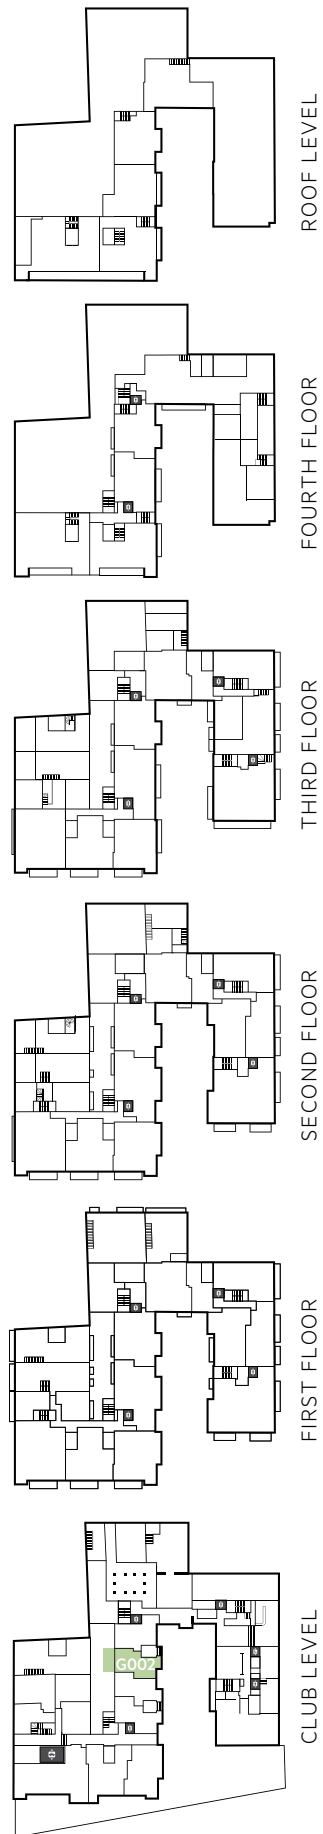 ROOF LEVEL
FOURTH FLOOR
THIRD FLOOR
SECOND FLOOR
FIRST FLOOR
CLUB LEVEL
G002